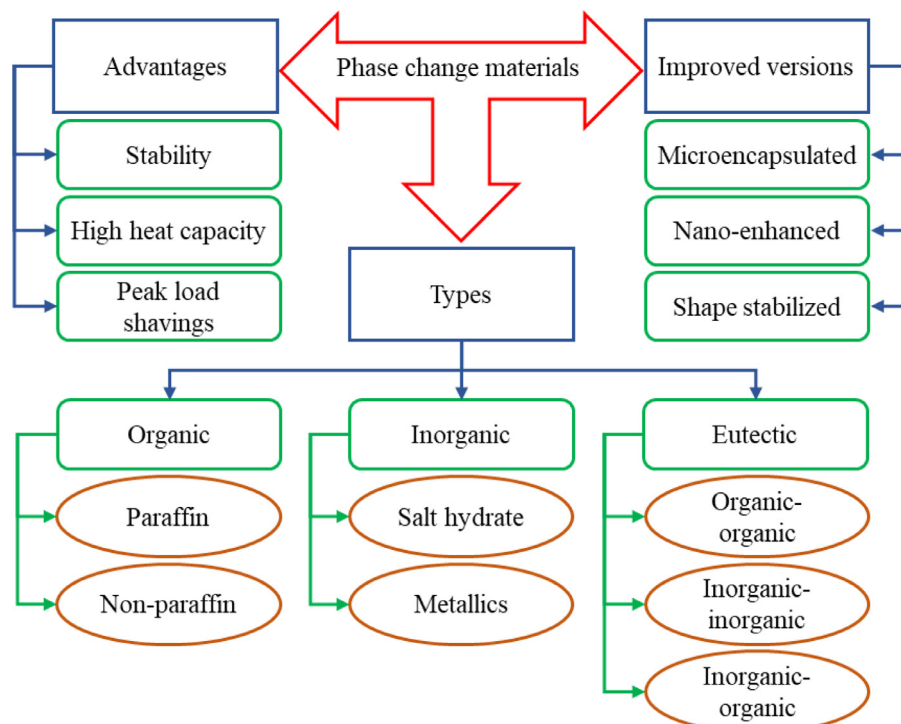 Advantages
Phase change materials
Improved versions
Stability
High heat capacity
Peak load
shavings
Microencapsulated
Nano-enhanced
Shape stabilized
Types
Organic
Paraffin
Non-paraffin
Inorganic
Salt hydrate
Metallics
Eutectic
Organic-
organic
Inorganic-
inorganic
Inorganic-
organic